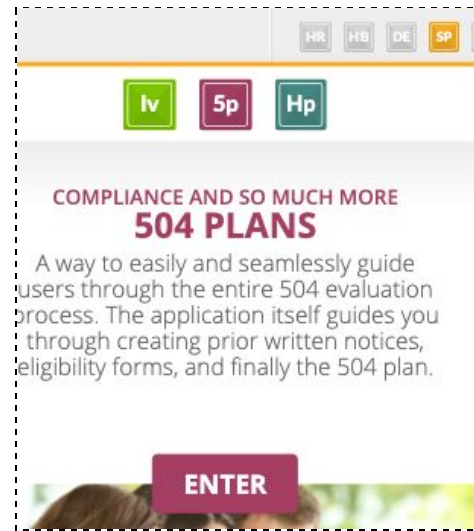 HR HB DE SP
lv 5p Hp
COMPLIANCE AND SO MUCH MORE
504 PLANS
A way to easily and seamlessly guide
users through the entire 504 evaluation
process. The application itself guides you
through creating prior written notices,
eligibility forms, and finally the 504 plan.
ENTER